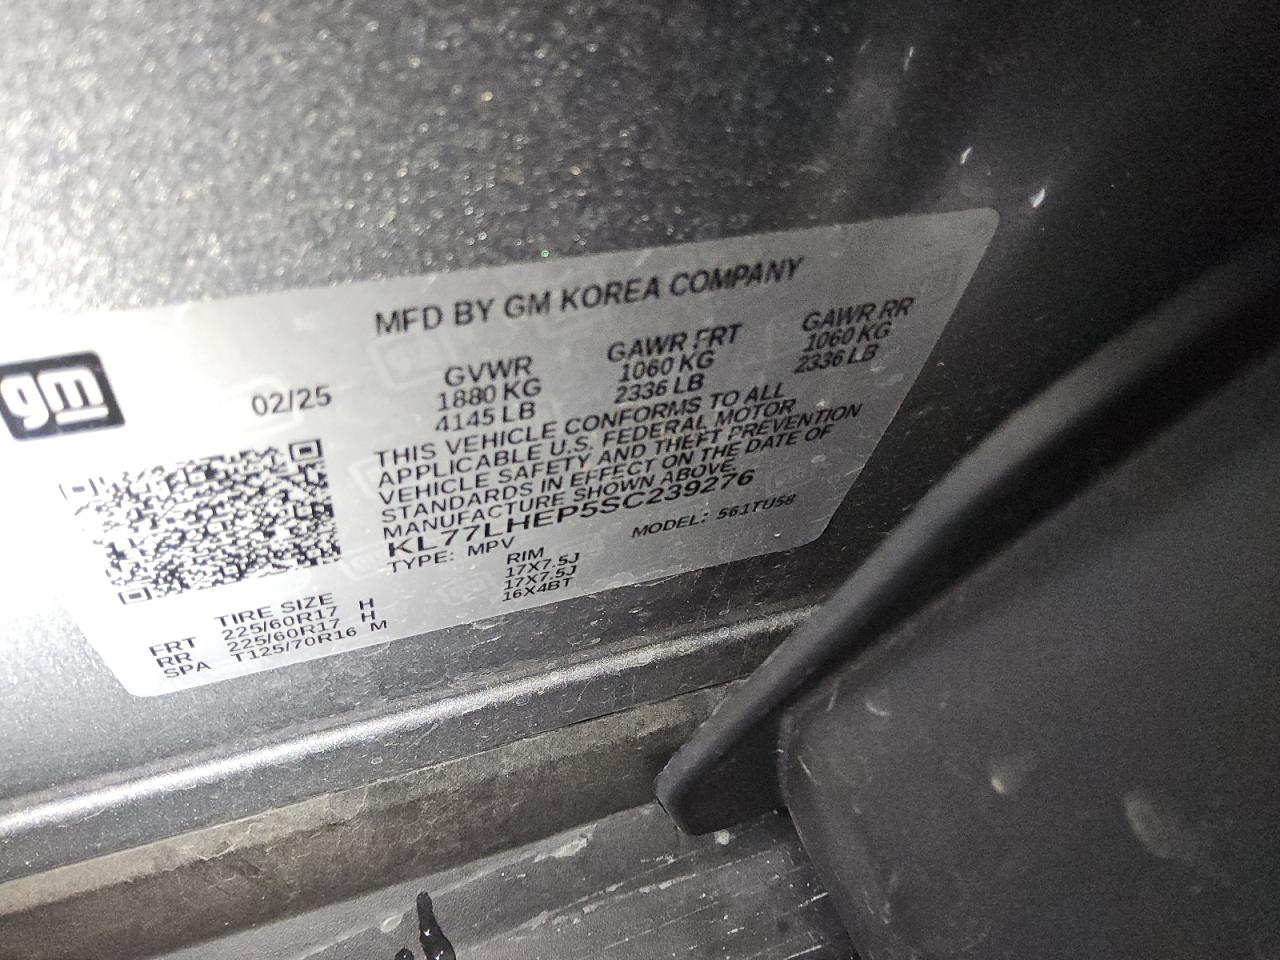 MFD BY GM KOREA COMPANY
gm
02/25
GVWR GAWR FRT GAWR RR
1880 KG 1060 KG 1060 KG
4145 LB 2336 LB 2336 LB
THIS VEHICLE CONFORMS TO ALL
APPLICABLE U.S. FEDERAL MOTOR
VEHICLE SAFETY AND THEFT PREVENTION
STANDARDS IN EFFECT ON THE DATE OF
MANUFACTURE SHOWN ABOVE.
KL77LHEP5SC239276
TYPE: MPV MODEL: 561TU58
TIRE SIZE RIM
FRT 225/60R17 H 17X7.5J
RR 225/60R17 H 17X7.5J
SPA T125/70R16 M 16X4BT